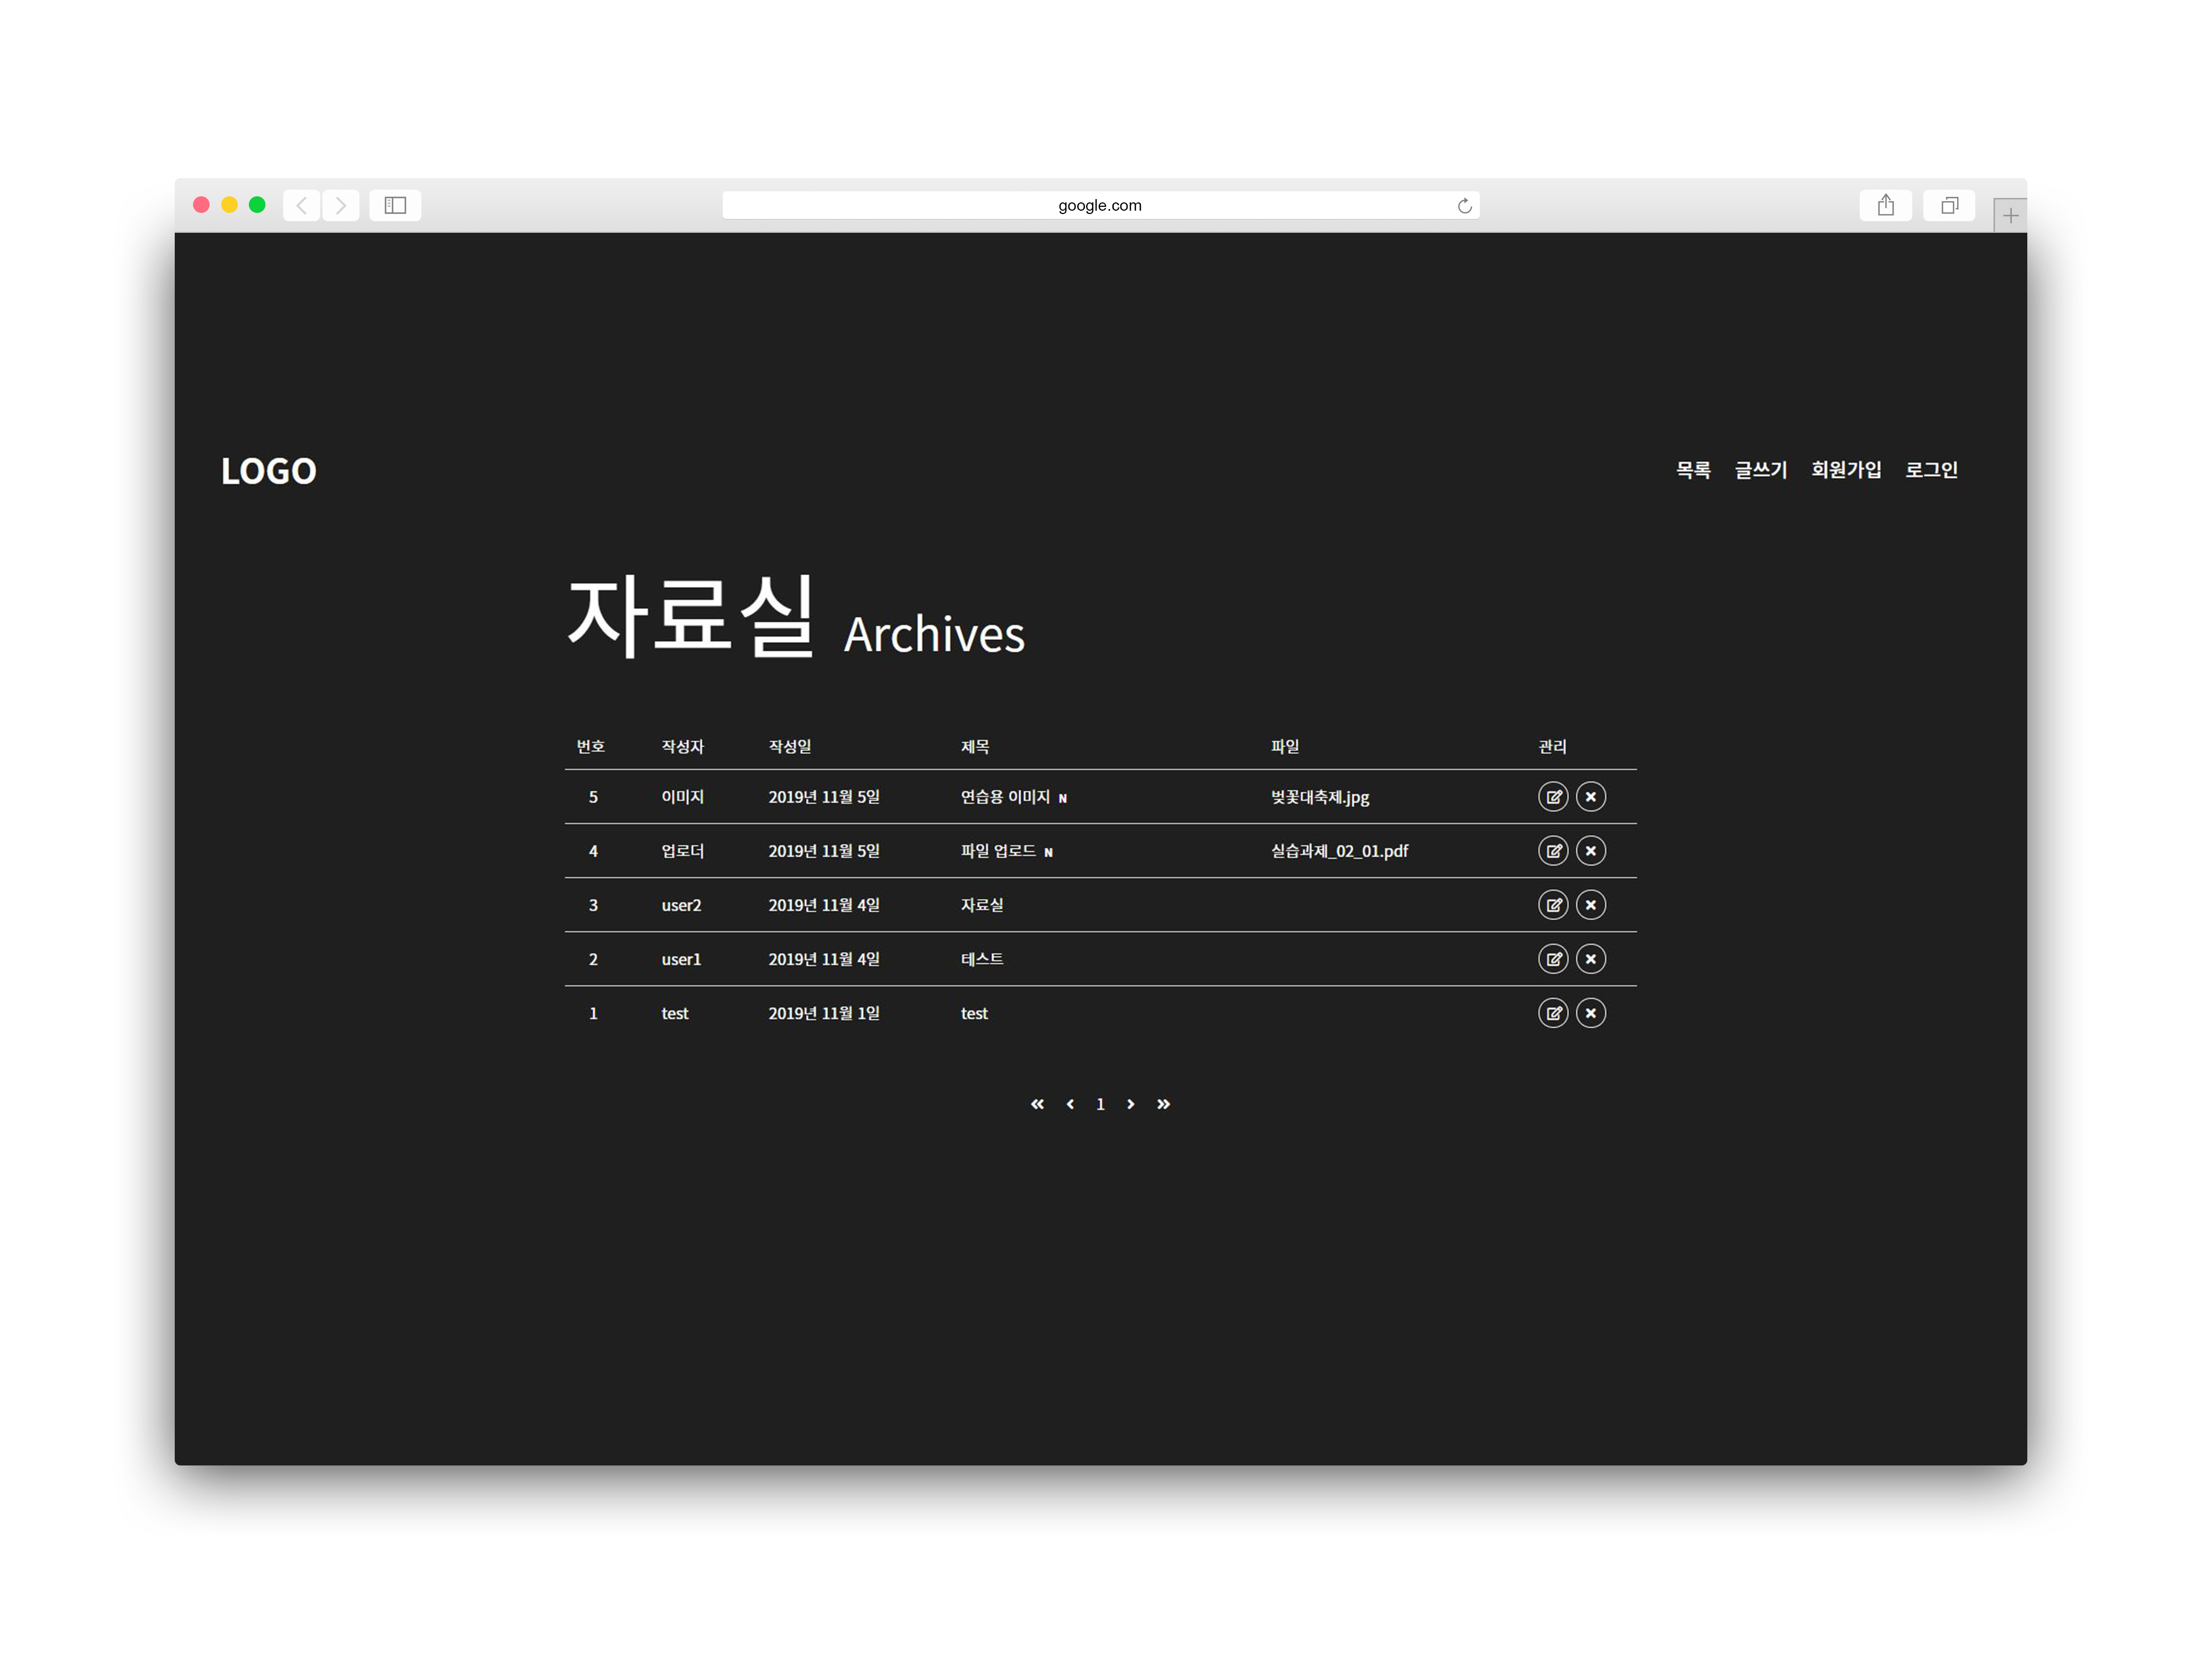 google.com
LOGO 목록 글쓰기 회원가입 로그인
자료실 Archives
번호 작성자 작성일 제목 파일 관리
5 이미지 2019년 11월 5일 연습용 이미지 N 벚꽃대축제.jpg
4 업로더 2019년 11월 5일 파일 업로드 N 실습과제_02_01.pdf
3 user2 2019년 11월 4일 자료실
2 user1 2019년 11월 4일 테스트
1 test 2019년 11월 1일 test
« ‹ 1 › »